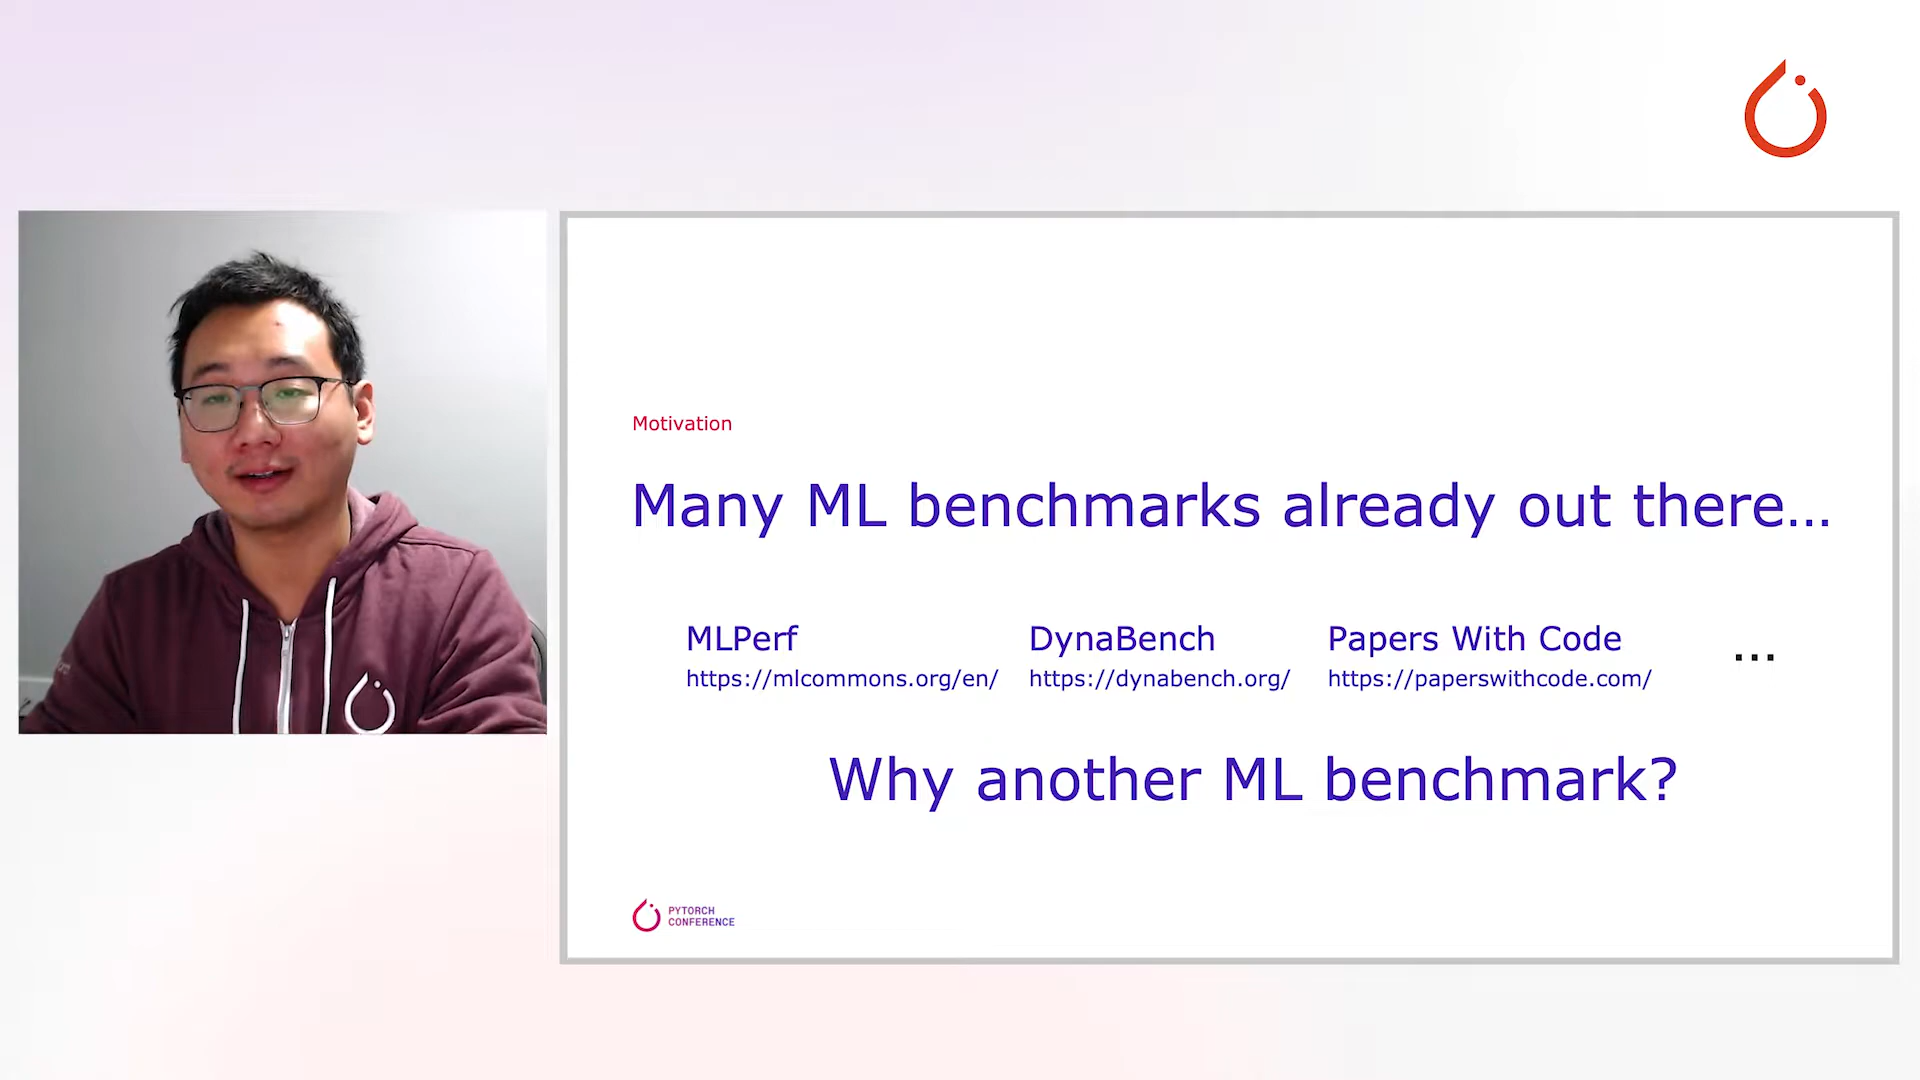 Motivation
Many ML benchmarks already out there...
MLPerf
https://mlcommons.org/en/
DynaBench
https://dynabench.org/
Papers With Code
https://paperswithcode.com/
...
Why another ML benchmark?
PYTORCH
CONFERENCE